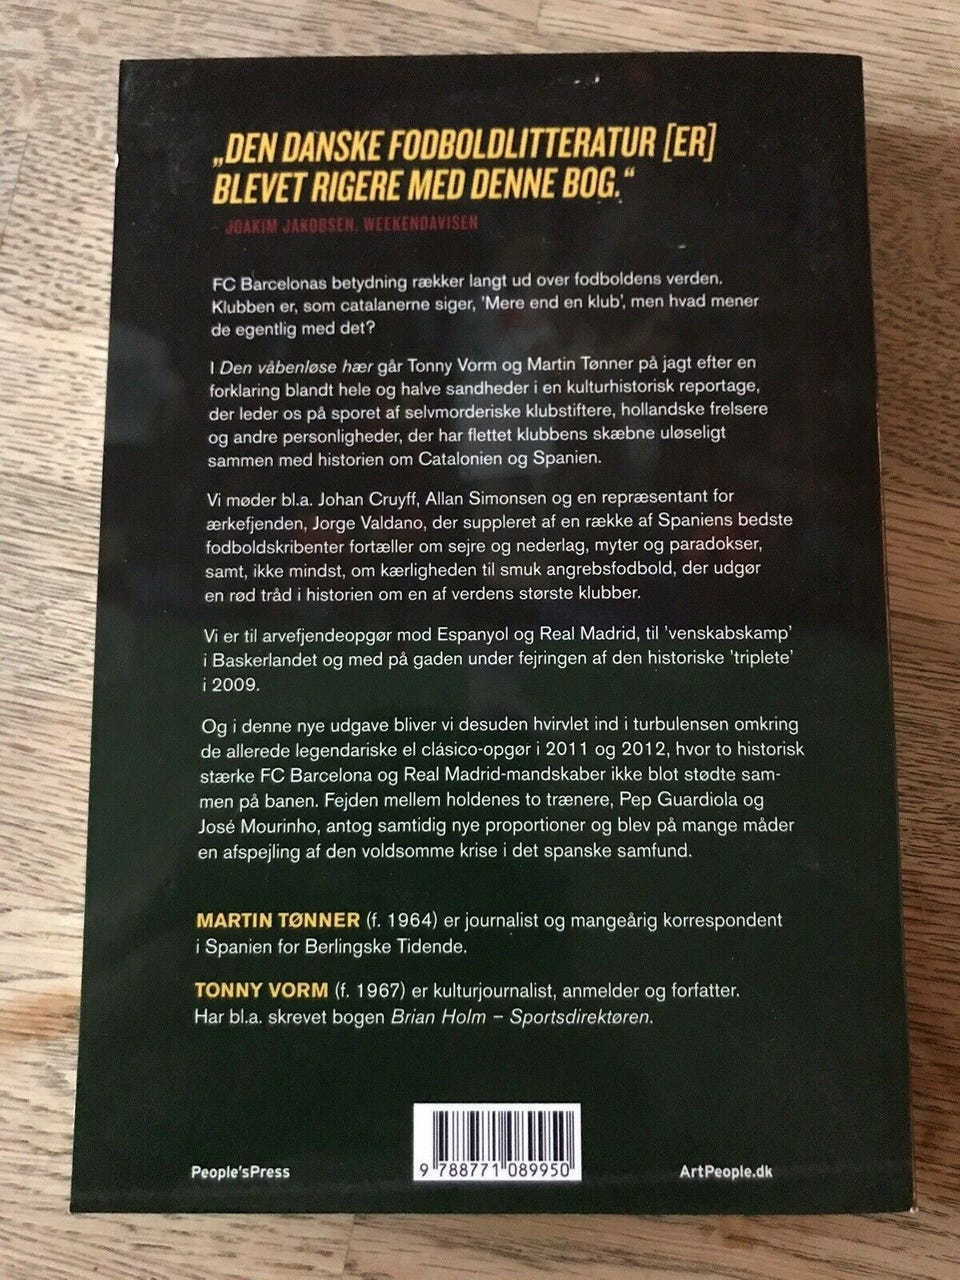 „DEN DANSKE FODBOLDLITTERATUR [ER]
BLEVET RIGERE MED DENNE BOG.“
- JOAKIM JAKOBSEN, WEEKENDAVISEN
FC Barcelonas betydning rækker langt ud over fodboldens verden.
Klubben er, som catalanerne siger, ’Mere end en klub’, men hvad mener
de egentlig med det?
I Den våbenløse hær går Tonny Vorm og Martin Tønner på jagt efter en
forklaring blandt hele og halve sandheder i en kulturhistorisk reportage,
der leder os på sporet af selvmorderiske klubstiftere, hollandske frelsere
og andre personligheder, der har flettet klubbens skæbne uløseligt
sammen med historien om Catalonien og Spanien.
Vi møder bl.a. Johan Cruyff, Allan Simonsen og en repræsentant for
ærkefjenden, Jorge Valdano, der suppleret af en række af Spaniens bedste
fodboldskribenter fortæller om sejre og nederlag, myter og paradokser,
samt, ikke mindst, om kærligheden til smuk angrebsfodbold, der udgør
en rød tråd i historien om en af verdens største klubber.
Vi er til arvefjendeopgør mod Espanyol og Real Madrid, til ’venskabskamp’
i Baskerlandet og med på gaden under fejringen af den historiske ’triplete’
i 2009.
Og i denne nye udgave bliver vi desuden hvirvlet ind i turbulensen omkring
de allerede legendariske el clásico-opgør i 2011 og 2012, hvor to historisk
stærke FC Barcelona og Real Madrid-mandskaber ikke blot stødte sam-
men på banen. Fejden mellem holdenes to trænere, Pep Guardiola og
José Mourinho, antog samtidig nye proportioner og blev på mange måder
en afspejling af den voldsomme krise i det spanske samfund.
MARTIN TØNNER (f. 1964) er journalist og mangeårig korrespondent
i Spanien for Berlingske Tidende.
TONNY VORM (f. 1967) er kulturjournalist, anmelder og forfatter.
Har bl.a. skrevet bogen Brian Holm – Sportsdirektøren.
People'sPress
9 788771 089950
ArtPeople.dk